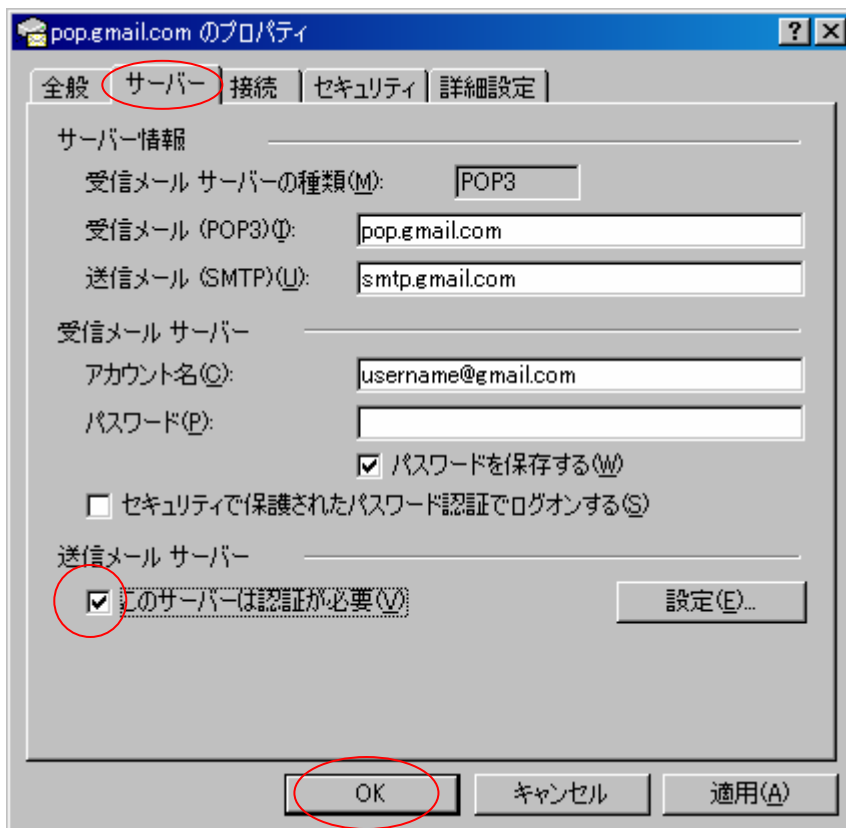 pop.gmail.com のプロパティ
? ×
全般 サーバー 接続 セキュリティ 詳細設定
サーバー情報
受信メール サーバーの種類(M): POP3
受信メール (POP3)(I): pop.gmail.com
送信メール (SMTP)(U): smtp.gmail.com
受信メール サーバー
アカウント名(C): username@gmail.com
パスワード(P):
パスワードを保存する(W)
セキュリティで保護されたパスワード認証でログオンする(S)
送信メール サーバー
このサーバーは認証が必要(V) 設定(E)...
OK キャンセル 適用(A)